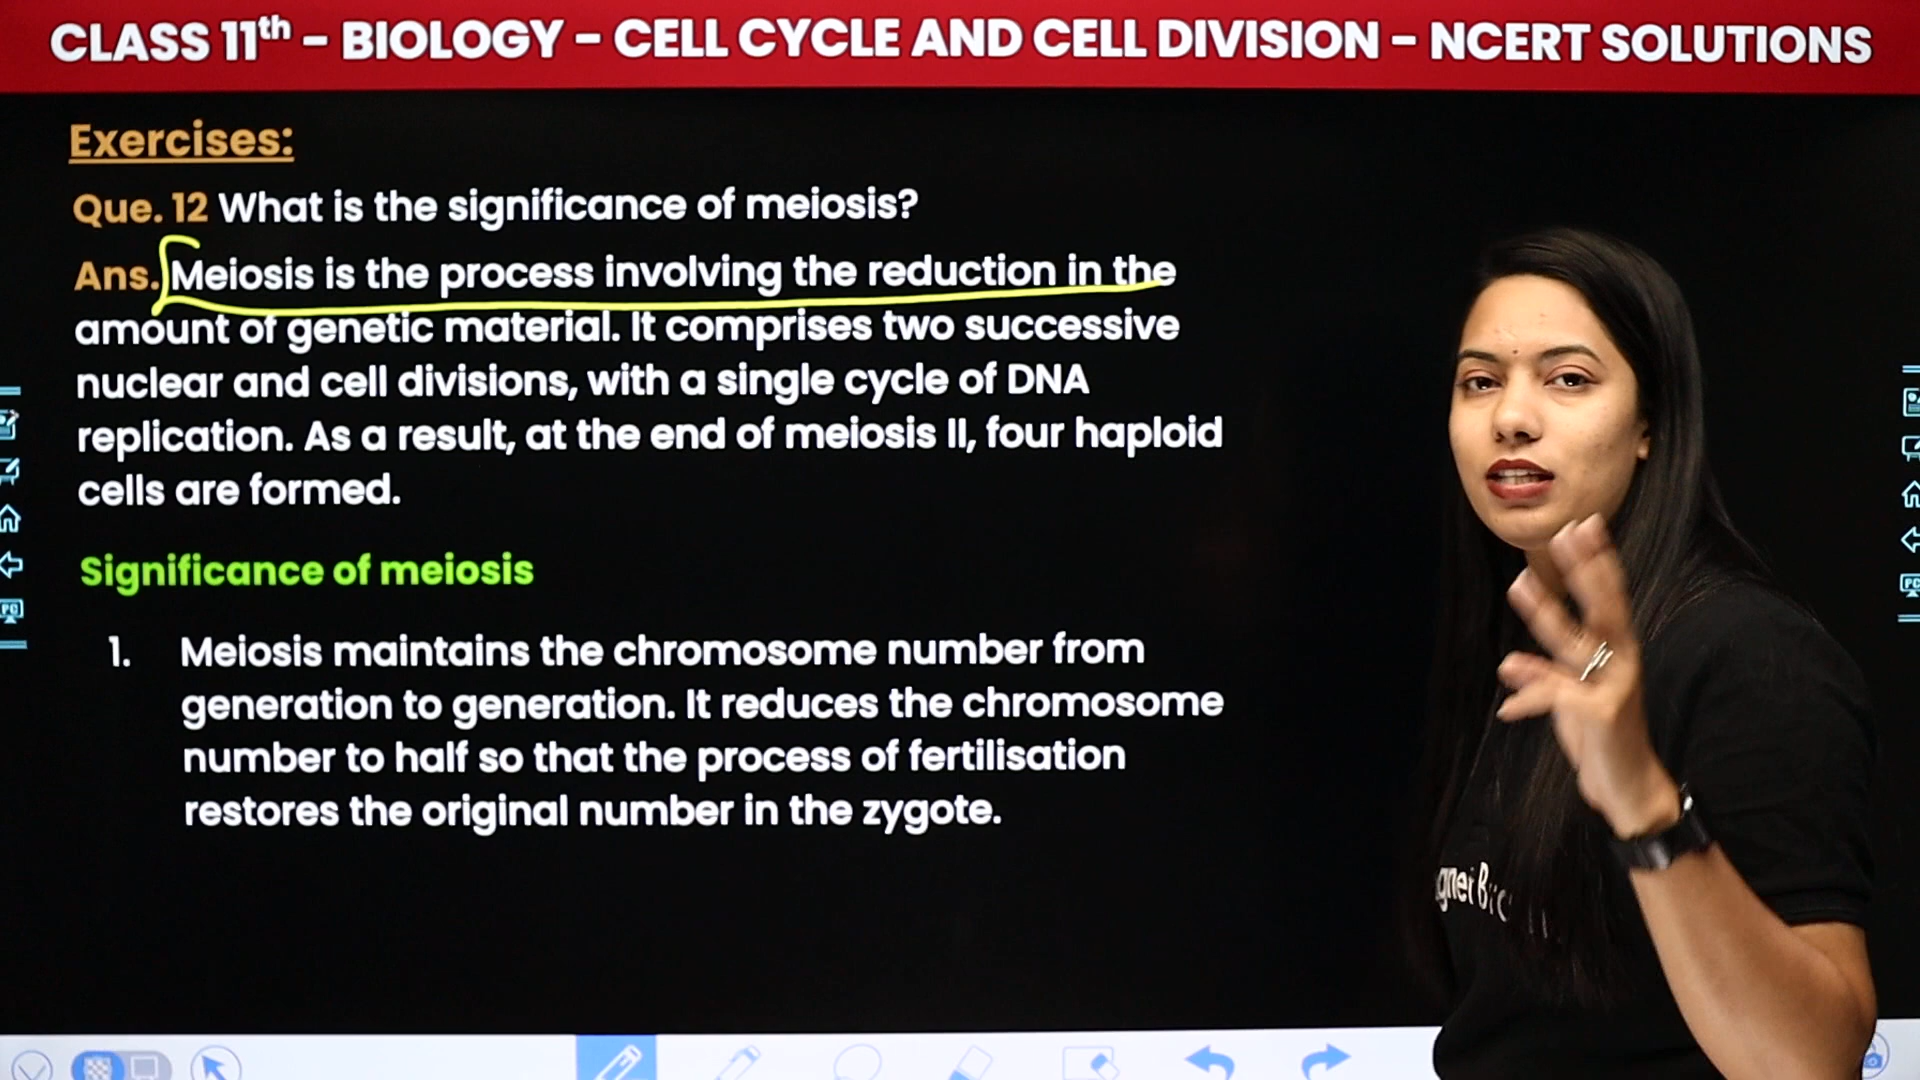 CLASS 11th - BIOLOGY - CELL CYCLE AND CELL DIVISION - NCERT SOLUTIONS
Exercises:
Que. 12 What is the significance of meiosis?
Ans. Meiosis is the process involving the reduction in the
amount of genetic material. It comprises two successive
nuclear and cell divisions, with a single cycle of DNA
replication. As a result, at the end of meiosis II, four haploid
cells are formed.
Significance of meiosis
1. Meiosis maintains the chromosome number from
generation to generation. It reduces the chromosome
number to half so that the process of fertilisation
restores the original number in the zygote.